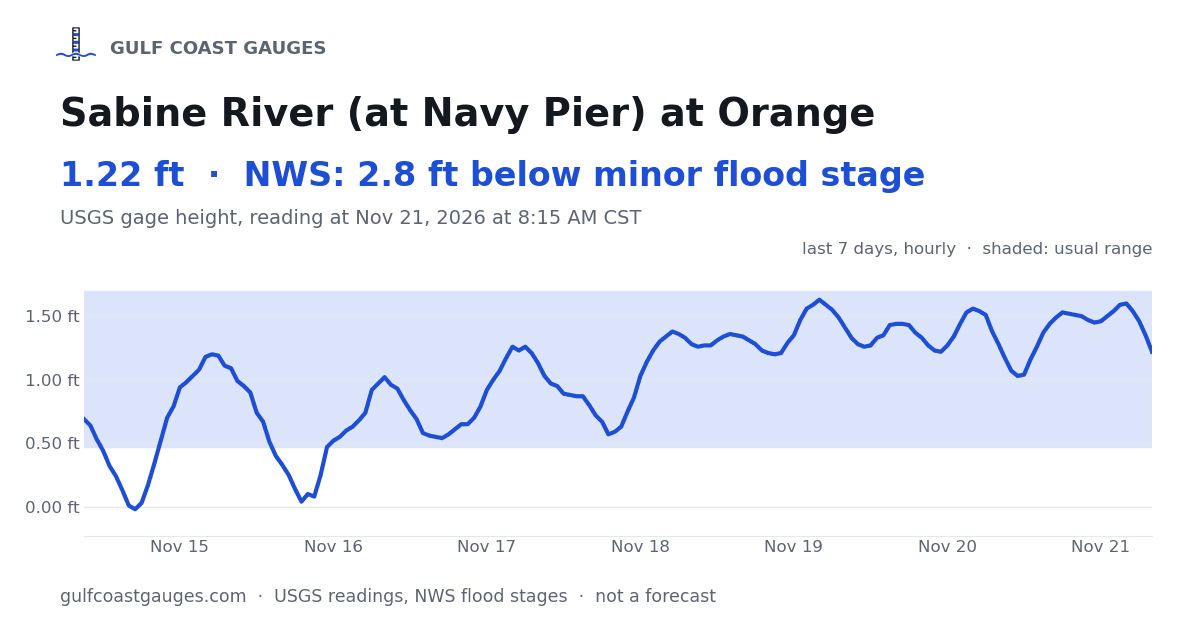 GULF COAST GAUGES
Sabine River (at Navy Pier) at Orange
1.22 ft · NWS: 2.8 ft below minor flood stage
USGS gage height, reading at Nov 21, 2026 at 8:15 AM CST
last 7 days, hourly · shaded: usual range
1.50 ft
1.00 ft
0.50 ft
0.00 ft
Nov 15 Nov 16 Nov 17 Nov 18 Nov 19 Nov 20 Nov 21
gulfcoastgauges.com · USGS readings, NWS flood stages · not a forecast